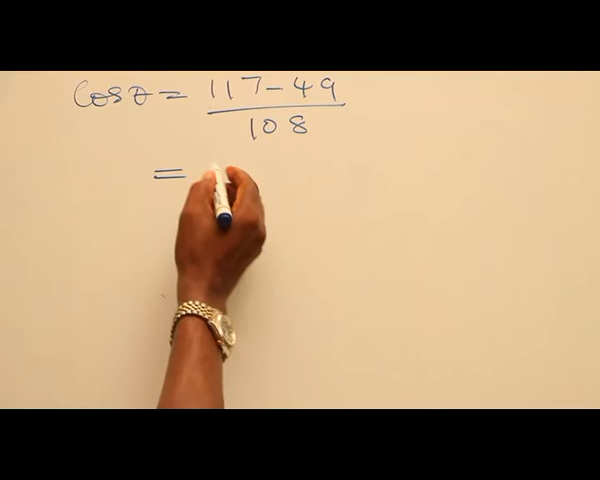 cosθ = 117-49
108
=